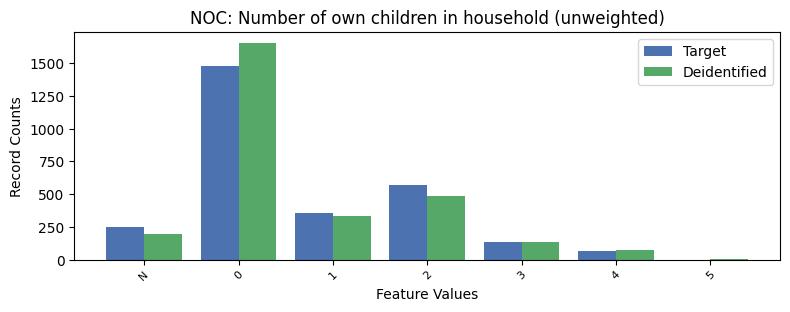 NOC: Number of own children in household (unweighted)
Target
Deidentified
Record Counts
1500
1250
1000
750
500
250
0
N
0
1
2
3
4
5
Feature Values